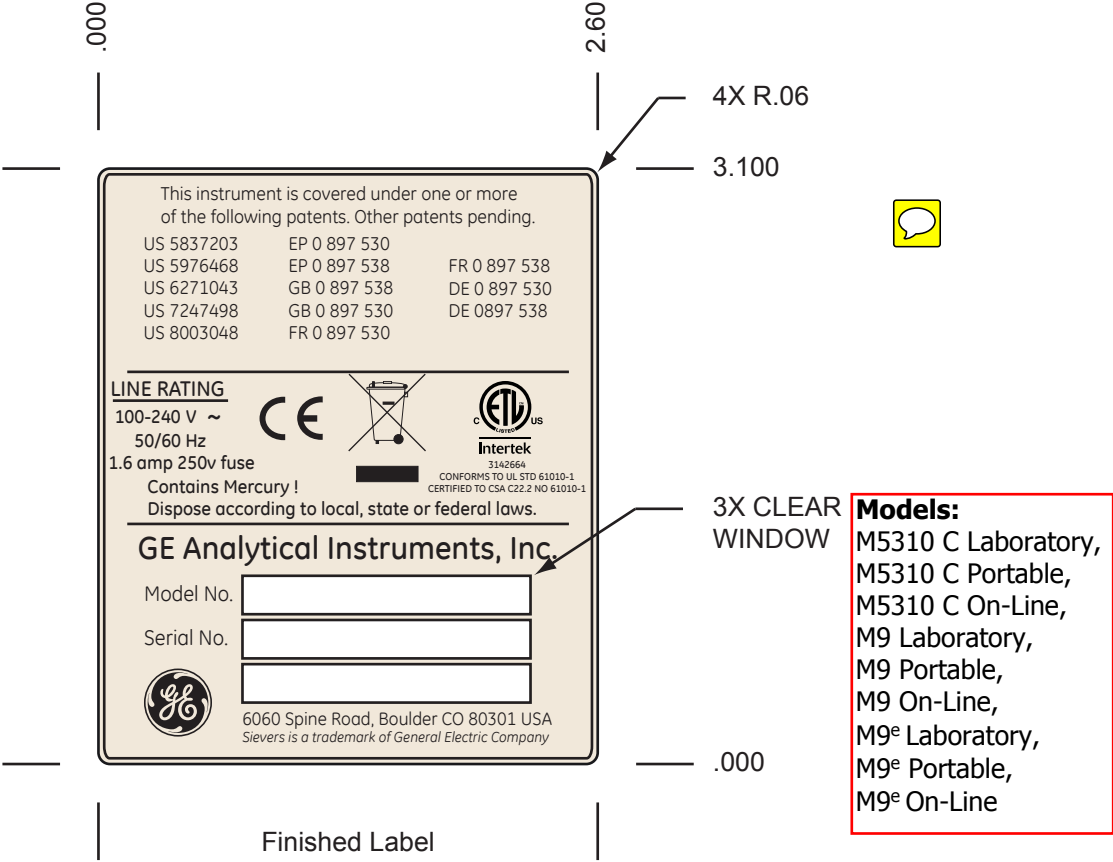 .000
2.60
4X R.06
3.100
This instrument is covered under one or more
of the following patents. Other patents pending.
US 5837203 EP 0 897 530
US 5976468 EP 0 897 538 FR 0 897 538
US 6271043 GB 0 897 538 DE 0 897 530
US 7247498 GB 0 897 530 DE 0897 538
US 8003048 FR 0 897 530
LINE RATING
100-240 V ~
50/60 Hz
1.6 amp 250v fuse
CE
C ETL US
LISTED
Intertek
3142664
CONFORMS TO UL STD 61010-1
CERTIFIED TO CSA C22.2 NO 61010-1
Contains Mercury !
Dispose according to local, state or federal laws.
GE Analytical Instruments, Inc.
Model No.
Serial No.
GE
6060 Spine Road, Boulder CO 80301 USA
Sievers is a trademark of General Electric Company
3X CLEAR
WINDOW
Models:
M5310 C Laboratory,
M5310 C Portable,
M5310 C On-Line,
M9 Laboratory,
M9 Portable,
M9 On-Line,
M9e Laboratory,
M9e Portable,
M9e On-Line
.000
Finished Label